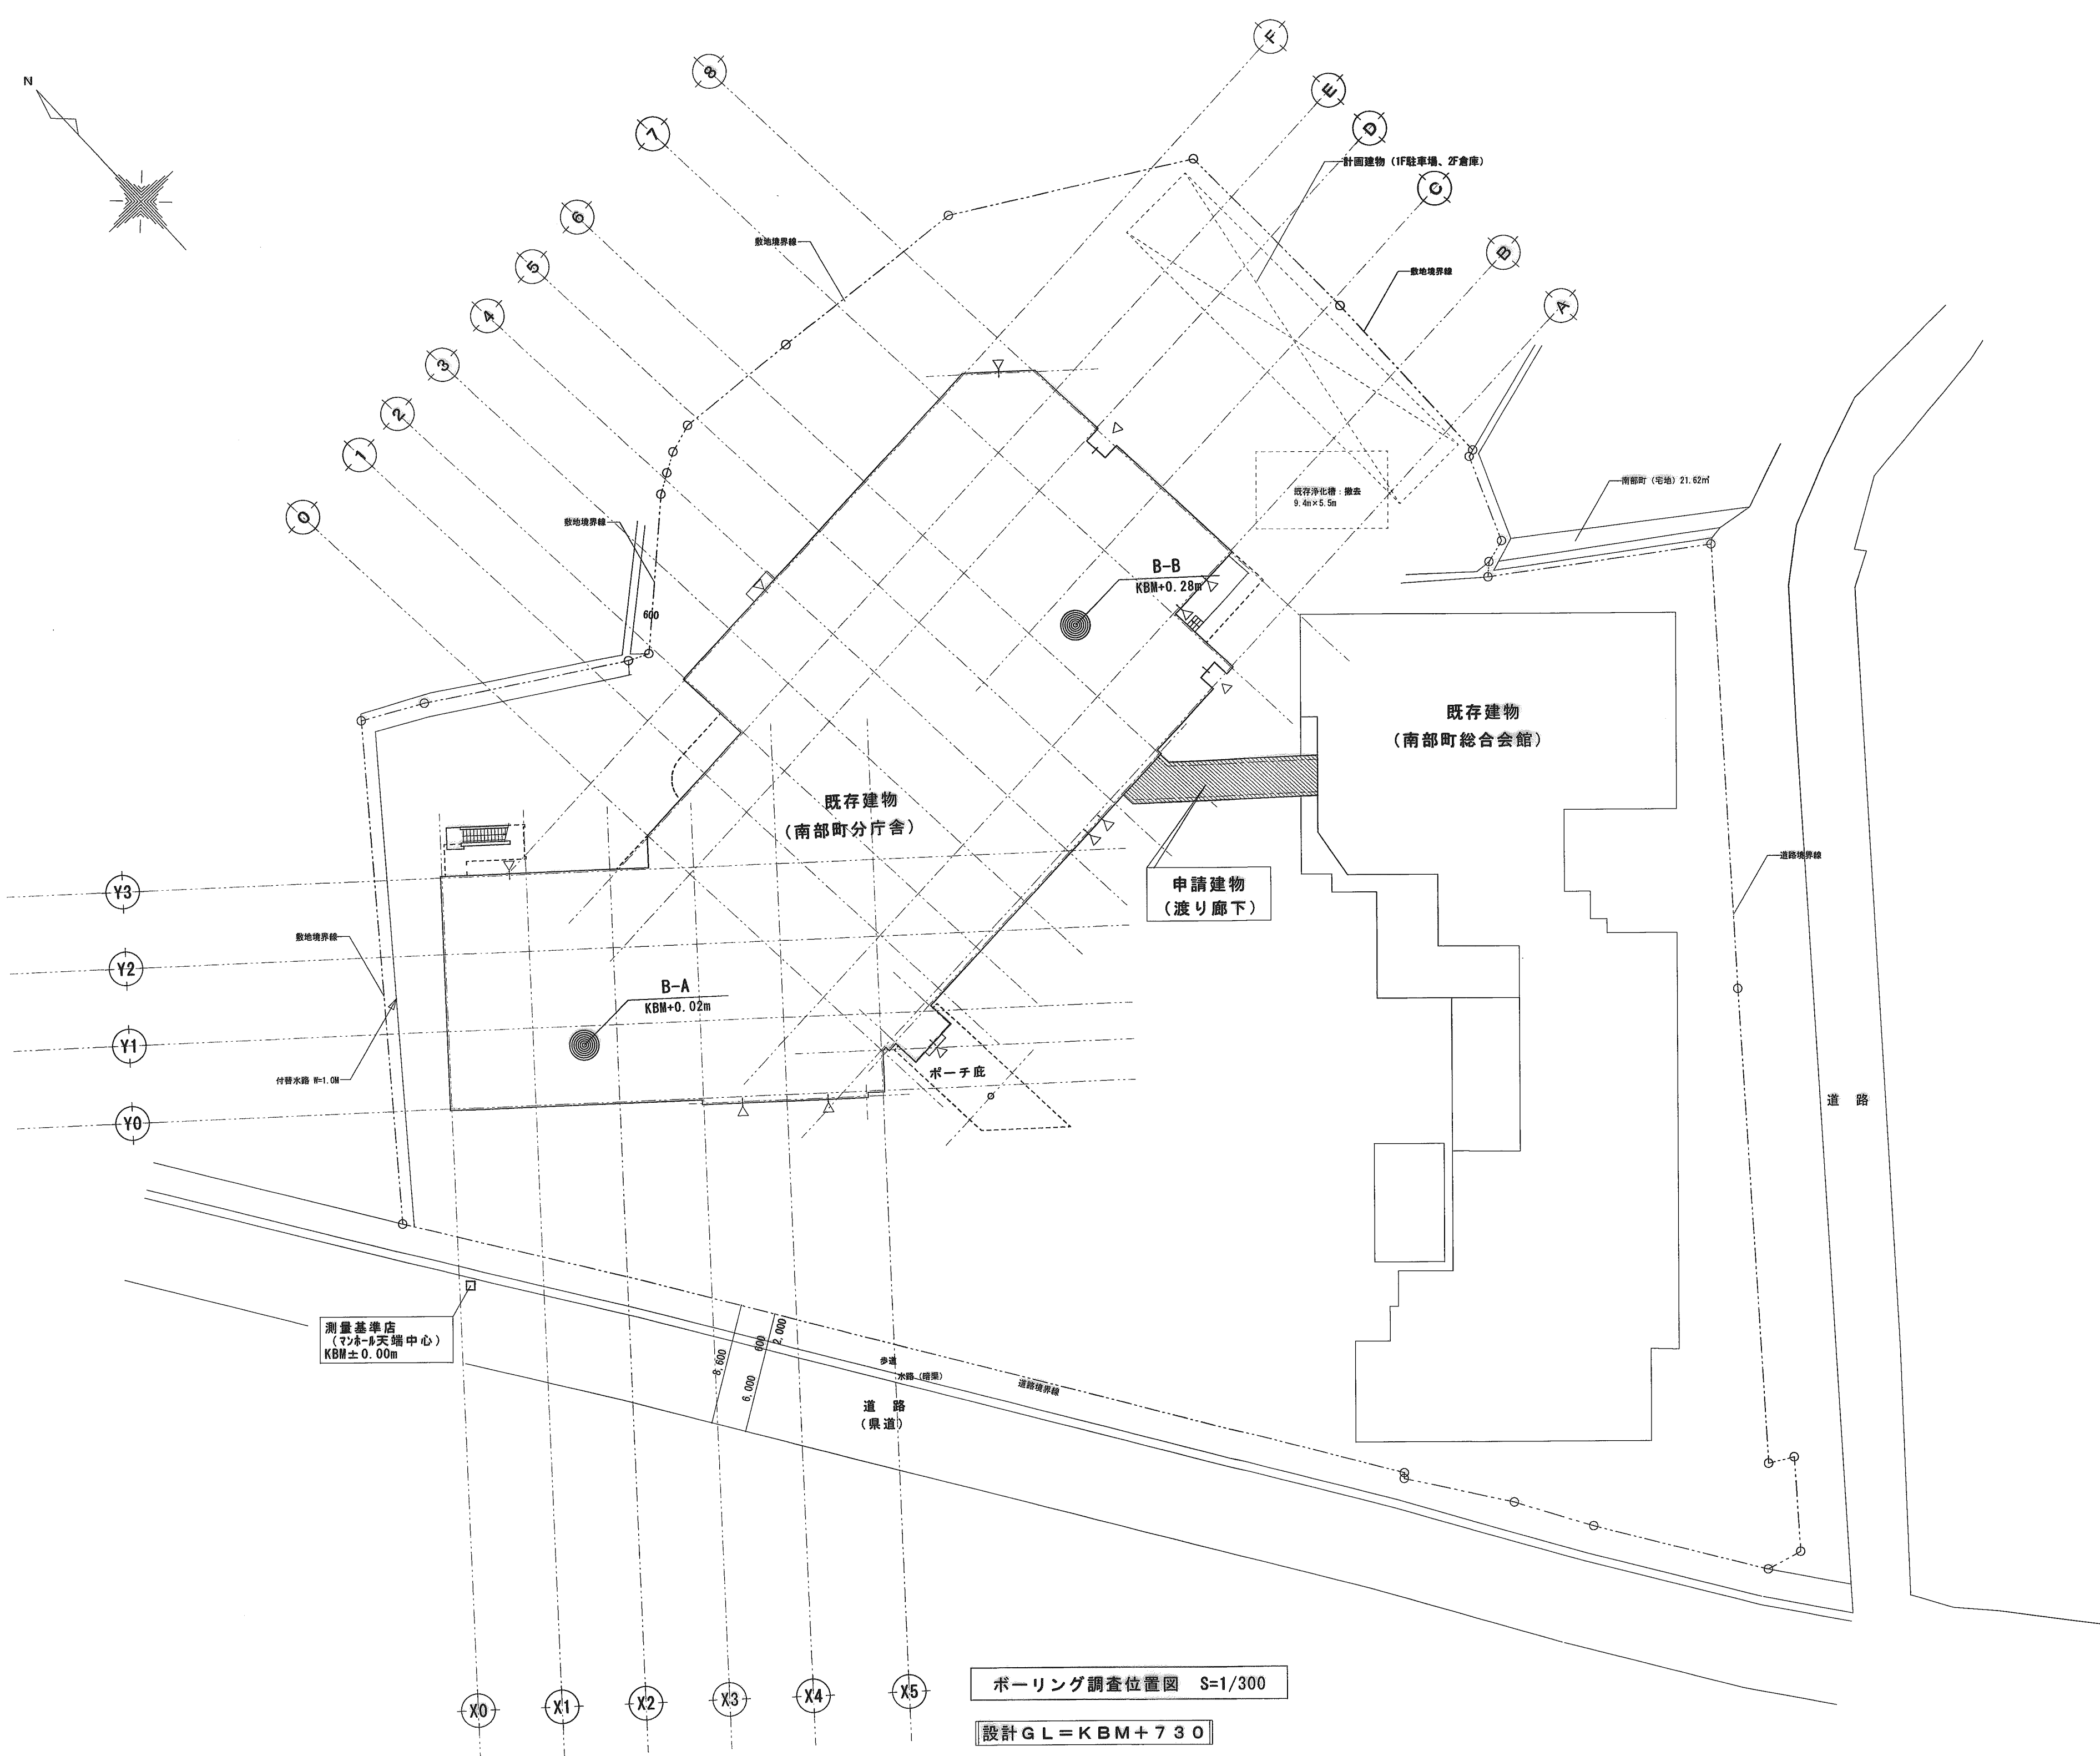 N
F
8
E
7
D
計画建物（1F駐車場、2F倉庫）
C
6
敷地境界線
B
5
敷地境界線
A
4
3
2
1
0
既存浄化槽：撤去
9.4m×5.5m
南部町（宅地）21.62㎡
敷地境界線
600
B-B
KBM+0.28m
既存建物
（南部町総合会館）
既存建物
（南部町分庁舎）
道路境界線
申請建物
（渡り廊下）
Y3
Y2
Y1
Y0
敷地境界線
B-A
KBM+0.02m
付替水路 W=1.0M
ポーチ庇
道　路
測量基準店
（ﾏﾝﾎｰﾙ天端中心）
KBM±0.00m
8,600
600
2,000
6,000
歩道
水路（暗渠）
道路境界線
道　路
（県道）
X0
X1
X2
X3
X4
X5
ボーリング調査位置図　S=1/300
設計ＧＬ＝ＫＢＭ＋７３０